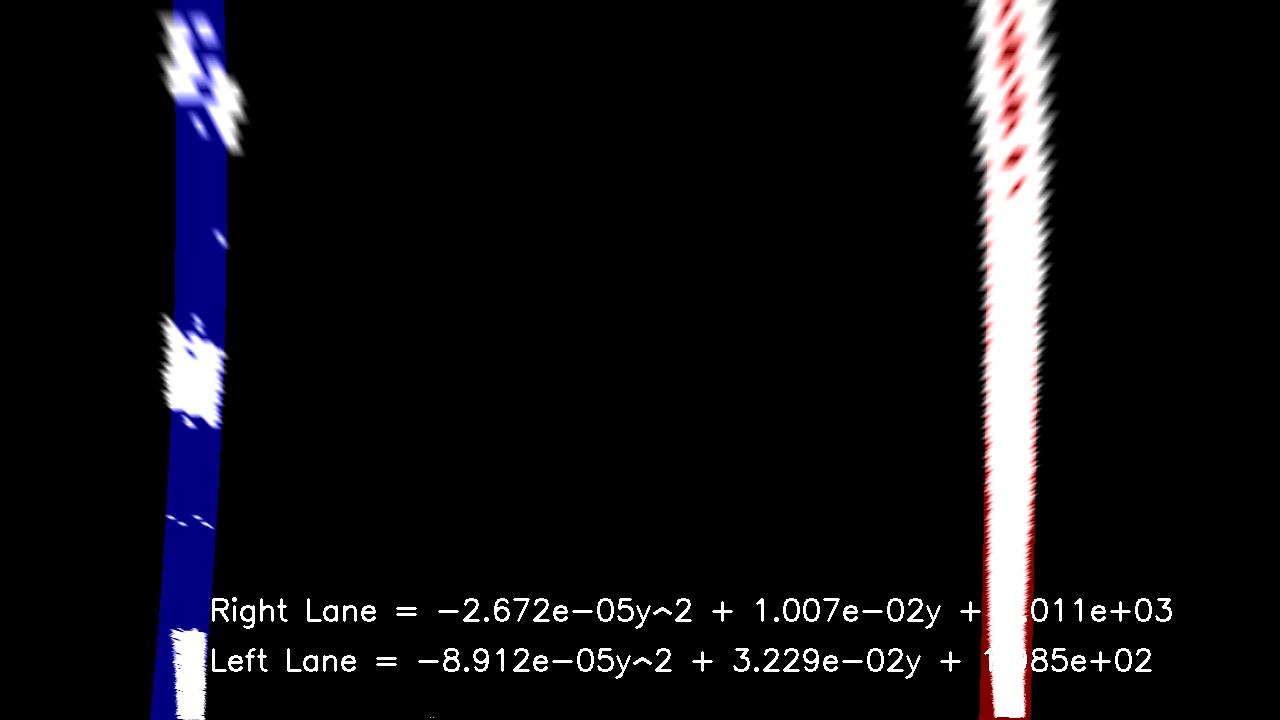 Right Lane = -2.672e-05y^2 + 1.007e-02y +
Left Lane = -8.912e-05y^2 + 3.229e-02y +